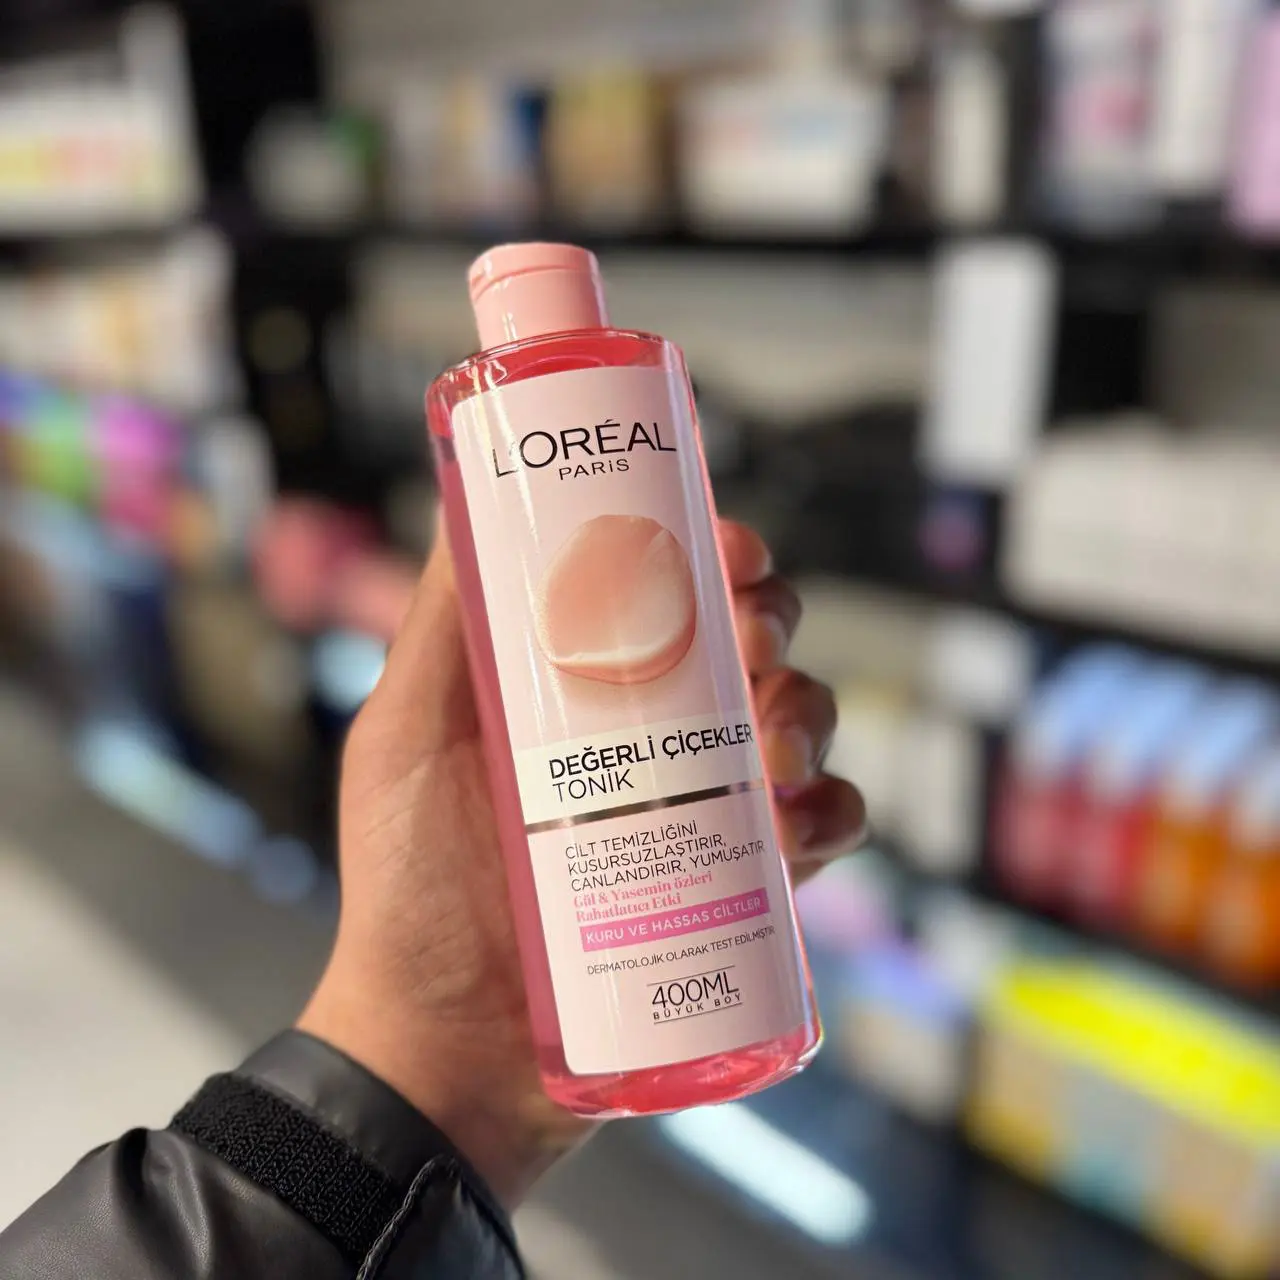 L'ORÉAL
PARİS
DEĞERLİ ÇİÇEKLER
TONİK
CİLT TEMİZLİĞİNİ
KUSURSUZLAŞTIRIR,
CANLANDIRIR, YUMUŞATIR
Gül & Yasemin özleri
Rahatlatıcı Etki
KURU VE HASSAS CİLTLER
DERMATOLOJİK OLARAK TEST EDİLMİŞTİR
400ML
BÜYÜK BOY